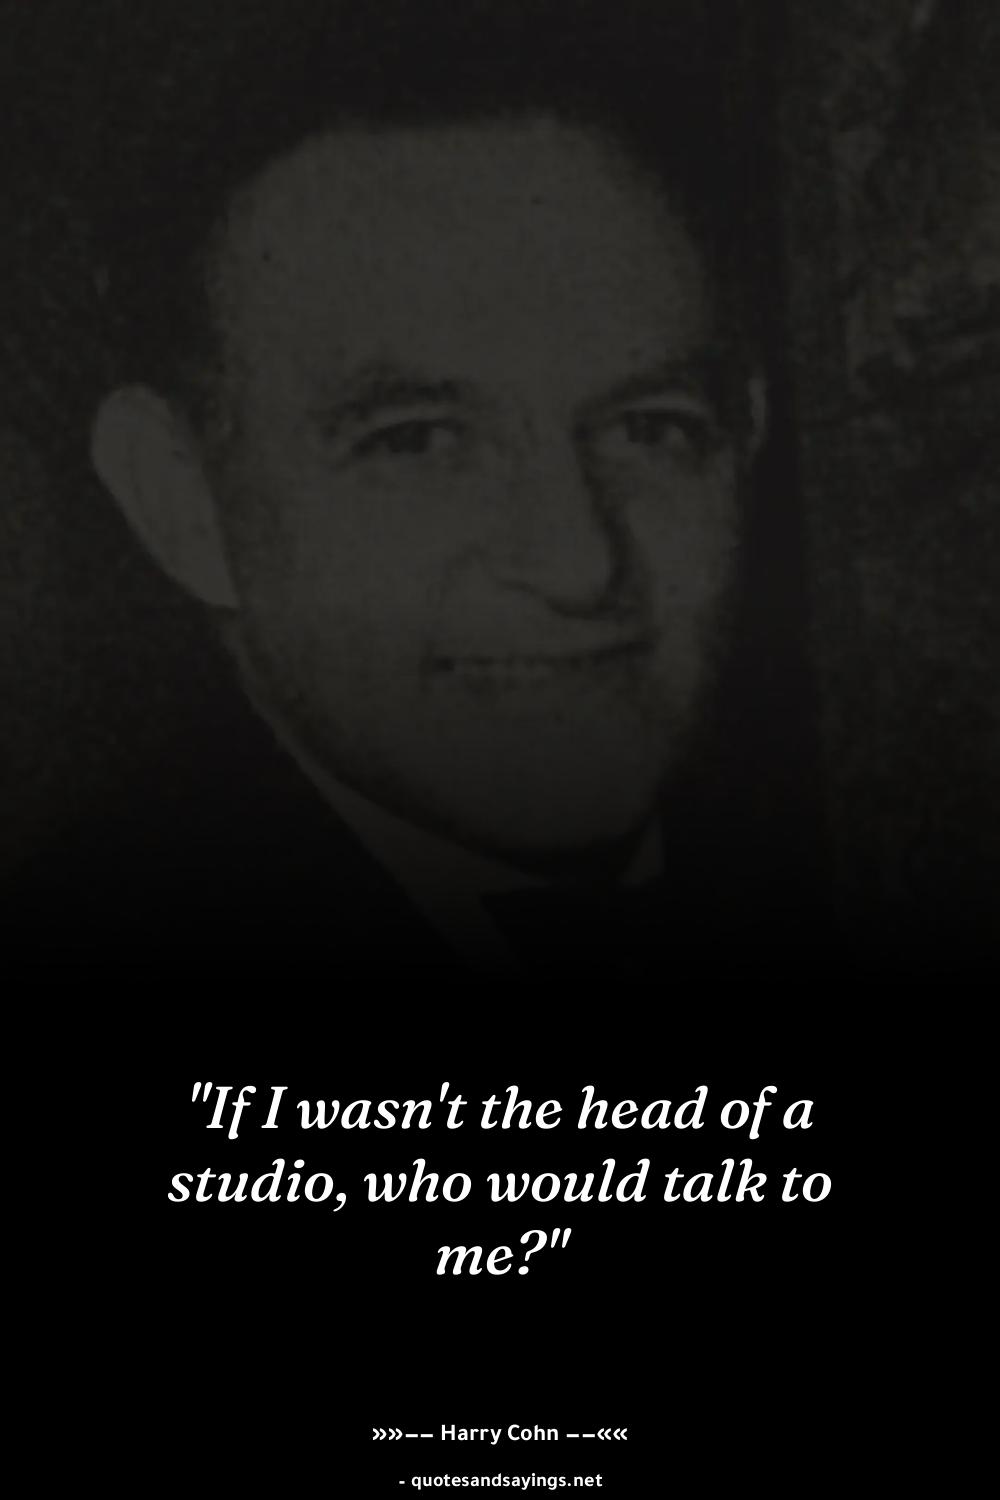 "If I wasn't the head of a
studio, who would talk to
me?"
»»—— Harry Cohn ——««
- quotesandsayings.net